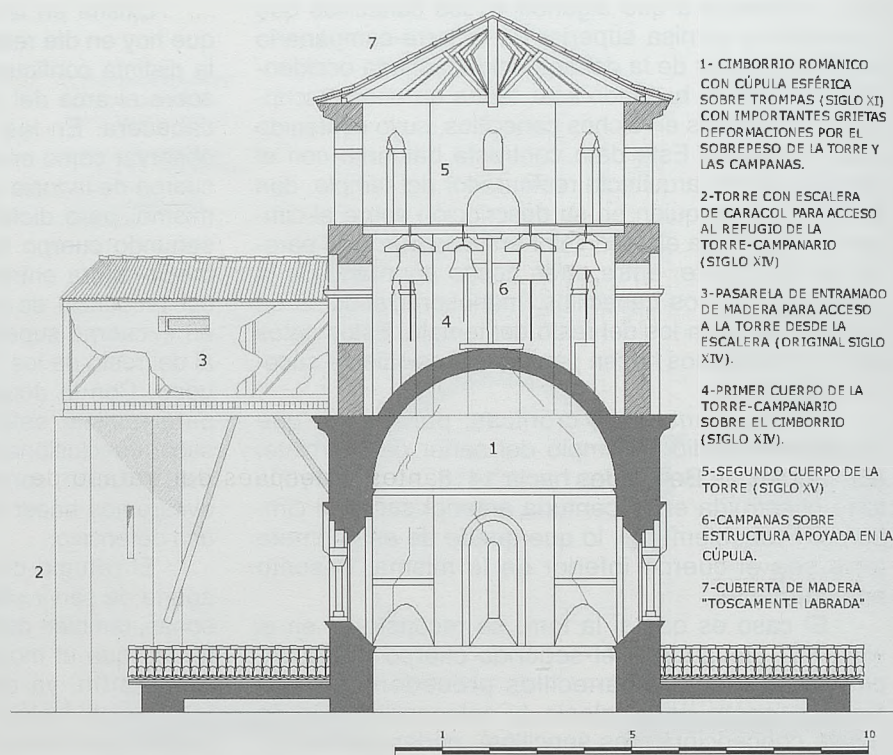 7
1- CIMBORRIO ROMANICO
CON CÚPULA ESFÉRICA
SOBRE TROMPAS (SIGLO XI)
CON IMPORTANTES GRIETAS
DEFORMACIONES POR EL
SOBREPESO DE LA TORRE Y
LAS CAMPANAS.
2-TORRE CON ESCALERA
DE CARACOL PARA ACCESO
AL REFUGIO DE LA
TORRE-CAMPANARIO
(SIGLO XIV)
3-PASARELA DE ENTRAMADO
DE MADERA PARA ACCESO
A LA TORRE DESDE LA
ESCALERA (ORIGINAL SIGLO
XIV).
4-PRIMER CUERPO DE LA
TORRE-CAMPANARIO
SOBRE EL CIMBORRIO
(SIGLO XIV).
5-SEGUNDO CUERPO DE LA
TORRE (SIGLO XV)
6-CAMPANAS SOBRE
ESTRUCTURA APOYADA EN LA
CÚPULA.
7-CUBIERTA DE MADERA
"TOSCAMENTE LABRADA"
5
6
4
3
1
2
1 5 10